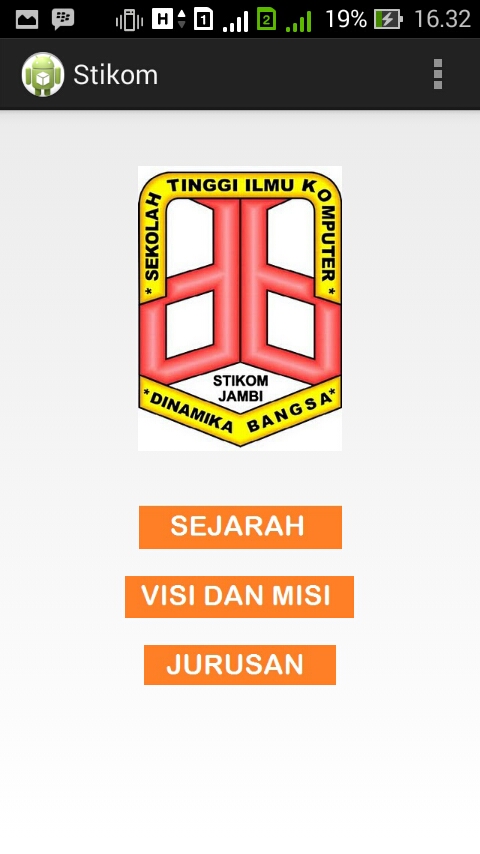 H 1 2 19% 16.32
Stikom
* SEKOLAH TINGGI ILMU KOMPUTER *
STIKOM
JAMBI
* DINAMIKA BANGSA *
SEJARAH
VISI DAN MISI
JURUSAN